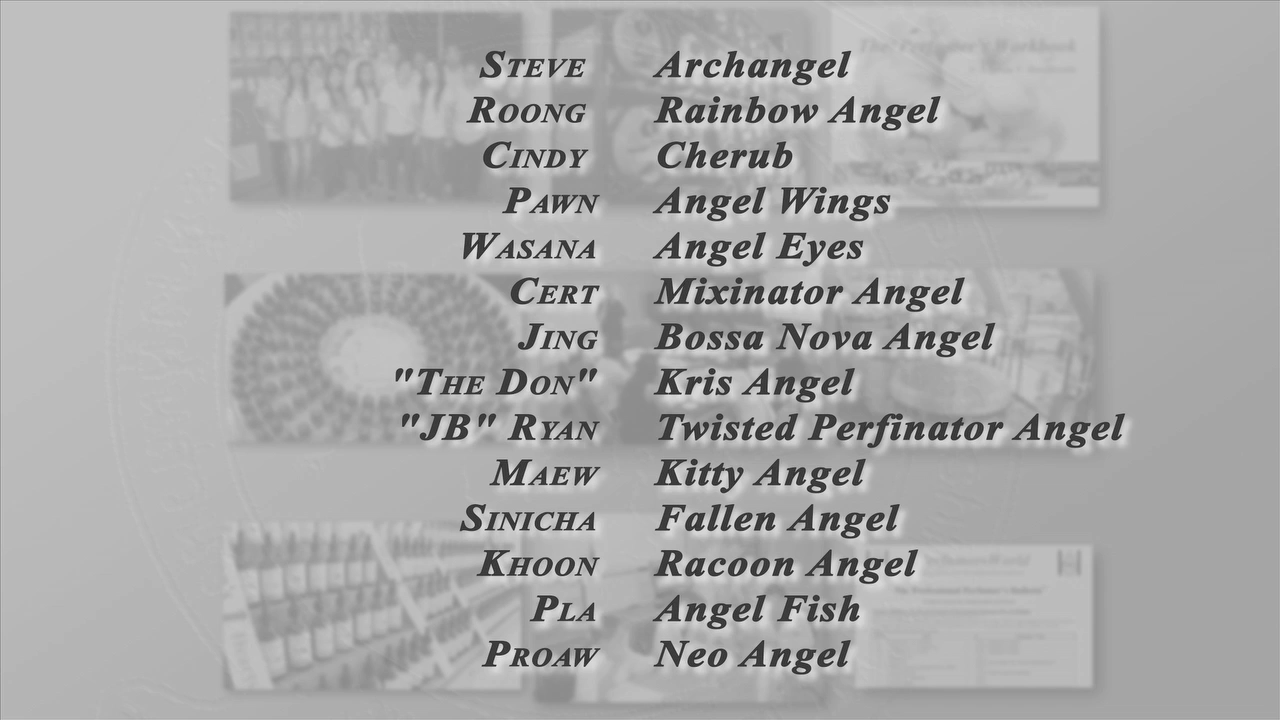 STEVE Archangel
ROONG Rainbow Angel
CINDY Cherub
PAWN Angel Wings
WASANA Angel Eyes
CERT Mixinator Angel
JING Bossa Nova Angel
"THE DON" Kris Angel
"JB" RYAN Twisted Perfinator Angel
MAEW Kitty Angel
SINICHA Fallen Angel
KHOON Racoon Angel
PLA Angel Fish
PROAW Neo Angel